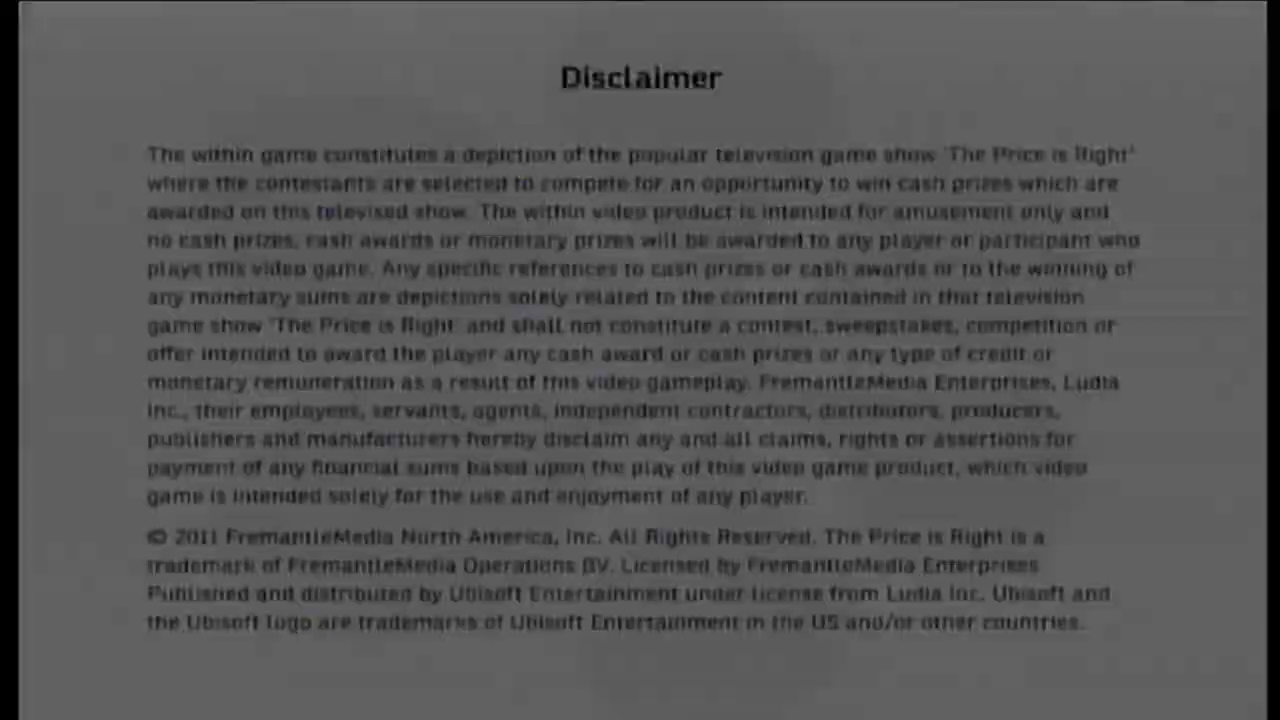 Disclaimer
The within game constitutes a depiction of the popular television game show 'The Price is Right'
where the contestants are selected to compete for an opportunity to win cash prizes which are
awarded on this televised show. The within video product is intended for amusement only and
no cash prizes, cash awards or monetary prizes will be awarded to any player or participant who
plays this video game. Any specific references to cash prizes or cash awards or to the winning of
any monetary sums are depictions solely related to the content contained in that television
game show 'The Price is Right' and shall not constitute a contest, sweepstakes, competition or
offer intended to award the player any cash award or cash prizes or any type of credit or
monetary remuneration as a result of this video gameplay. FremantleMedia Enterprises, Ludia
Inc., their employees, servants, agents, independent contractors, distributors, producers,
publishers and manufacturers hereby disclaim any and all claims, rights or assertions for
payment of any financial sums based upon the play of this video game product, which video
game is intended solely for the use and enjoyment of any player.
© 2011 FremantleMedia North America, Inc. All Rights Reserved. The Price is Right is a
trademark of FremantleMedia Operations BV. Licensed by FremantleMedia Enterprises
Published and distributed by Ubisoft Entertainment under license from Ludia Inc. Ubisoft and
the Ubisoft logo are trademarks of Ubisoft Entertainment in the US and/or other countries.